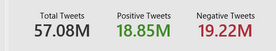 Total Tweets Positive Tweets Negative Tweets
57.08M 18.85M 19.22M